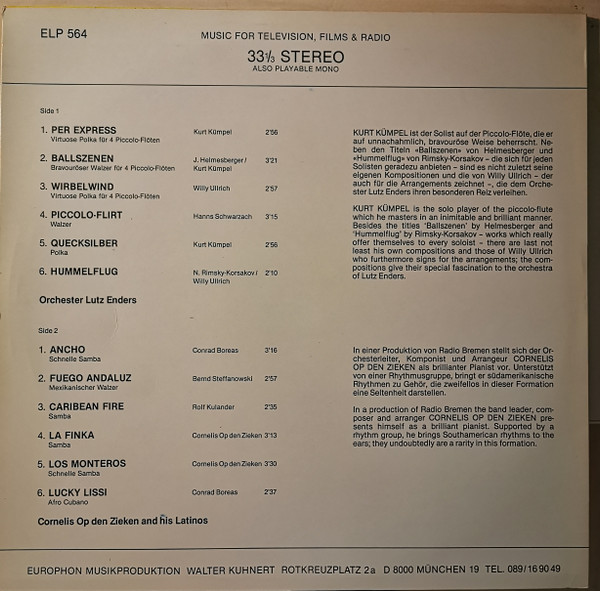 ELP 564
MUSIC FOR TELEVISION, FILMS & RADIO
33⅓ STEREO
ALSO PLAYABLE MONO
Side 1
1. PER EXPRESS Kurt Kümpel 2'56
Virtuose Polka für 4 Piccolo-Flöten
2. BALLSZENEN J. Helmesberger/ 3'21
Bravouröser Walzer für 4 Piccolo-Flöten Kurt Kümpel
3. WIRBELWIND Willy Ullrich 2'57
Virtuose Polka für 4 Piccolo-Flöten
4. PICCOLO-FLIRT Hanns Schwarzach 3'15
Walzer
5. QUECKSILBER Kurt Kümpel 2'56
Polka
6. HUMMELFLUG N. Rimsky-Korsakov/ 2'10
Willy Ullrich
Orchester Lutz Enders
KURT KÜMPEL ist der Solist auf der Piccolo-Flöte, die er
auf unnachahmlich, bravouröse Weise beherrscht. Ne-
ben den Titeln «Ballszenen» von Helmesberger und
«Hummelflug» von Rimsky-Korsakov – die sich für jeden
Solisten geradezu anbieten – sind es nicht zuletzt seine
eigenen Kompositionen und die von Willy Ullrich – der
auch für die Arrangements zeichnet –, die dem Orche-
ster Lutz Enders ihren besonderen Reiz verleihen.
KURT KÜMPEL is the solo player of the piccolo-flute
which he masters in an inimitable and brilliant manner.
Besides the titles 'Ballszenen' by Helmesberger and
'Hummelflug' by Rimsky-Korsakov – works which really
offer themselves to every soloist – there are last not
least his own compositions and those of Willy Ullrich
who furthermore signs for the arrangements; the com-
positions give their special fascination to the orchestra
of Lutz Enders.
Side 2
1. ANCHO Conrad Boreas 3'16
Schnelle Samba
2. FUEGO ANDALUZ Bernd Steffanowski 2'57
Mexikanischer Walzer
3. CARIBEAN FIRE Rolf Kulander 2'35
Samba
4. LA FINKA Cornelis Op den Zieken 3'13
Samba
5. LOS MONTEROS Cornelis Op den Zieken 3'30
Schnelle Samba
6. LUCKY LISSI Conrad Boreas 2'37
Afro Cubano
Cornelis Op den Zieken and his Latinos
In einer Produktion von Radio Bremen stellt sich der Or-
chesterleiter, Komponist und Arrangeur CORNELIS
OP DEN ZIEKEN als brillanter Pianist vor. Unterstützt
von einer Rhythmusgruppe, bringt er südamerikanische
Rhythmen zu Gehör, die zweifellos in dieser Formation
eine Seltenheit darstellen.
In a production of Radio Bremen the band leader, com-
poser and arranger CORNELIS OP DEN ZIEKEN pre-
sents himself as a brilliant pianist. Supported by a
rhythm group, he brings Southamerican rhythms to the
ears; they undoubtedly are a rarity in this formation.
EUROPHON MUSIKPRODUKTION WALTER KUHNERT ROTKREUZPLATZ 2a D 8000 MÜNCHEN 19 TEL. 089/16 90 49